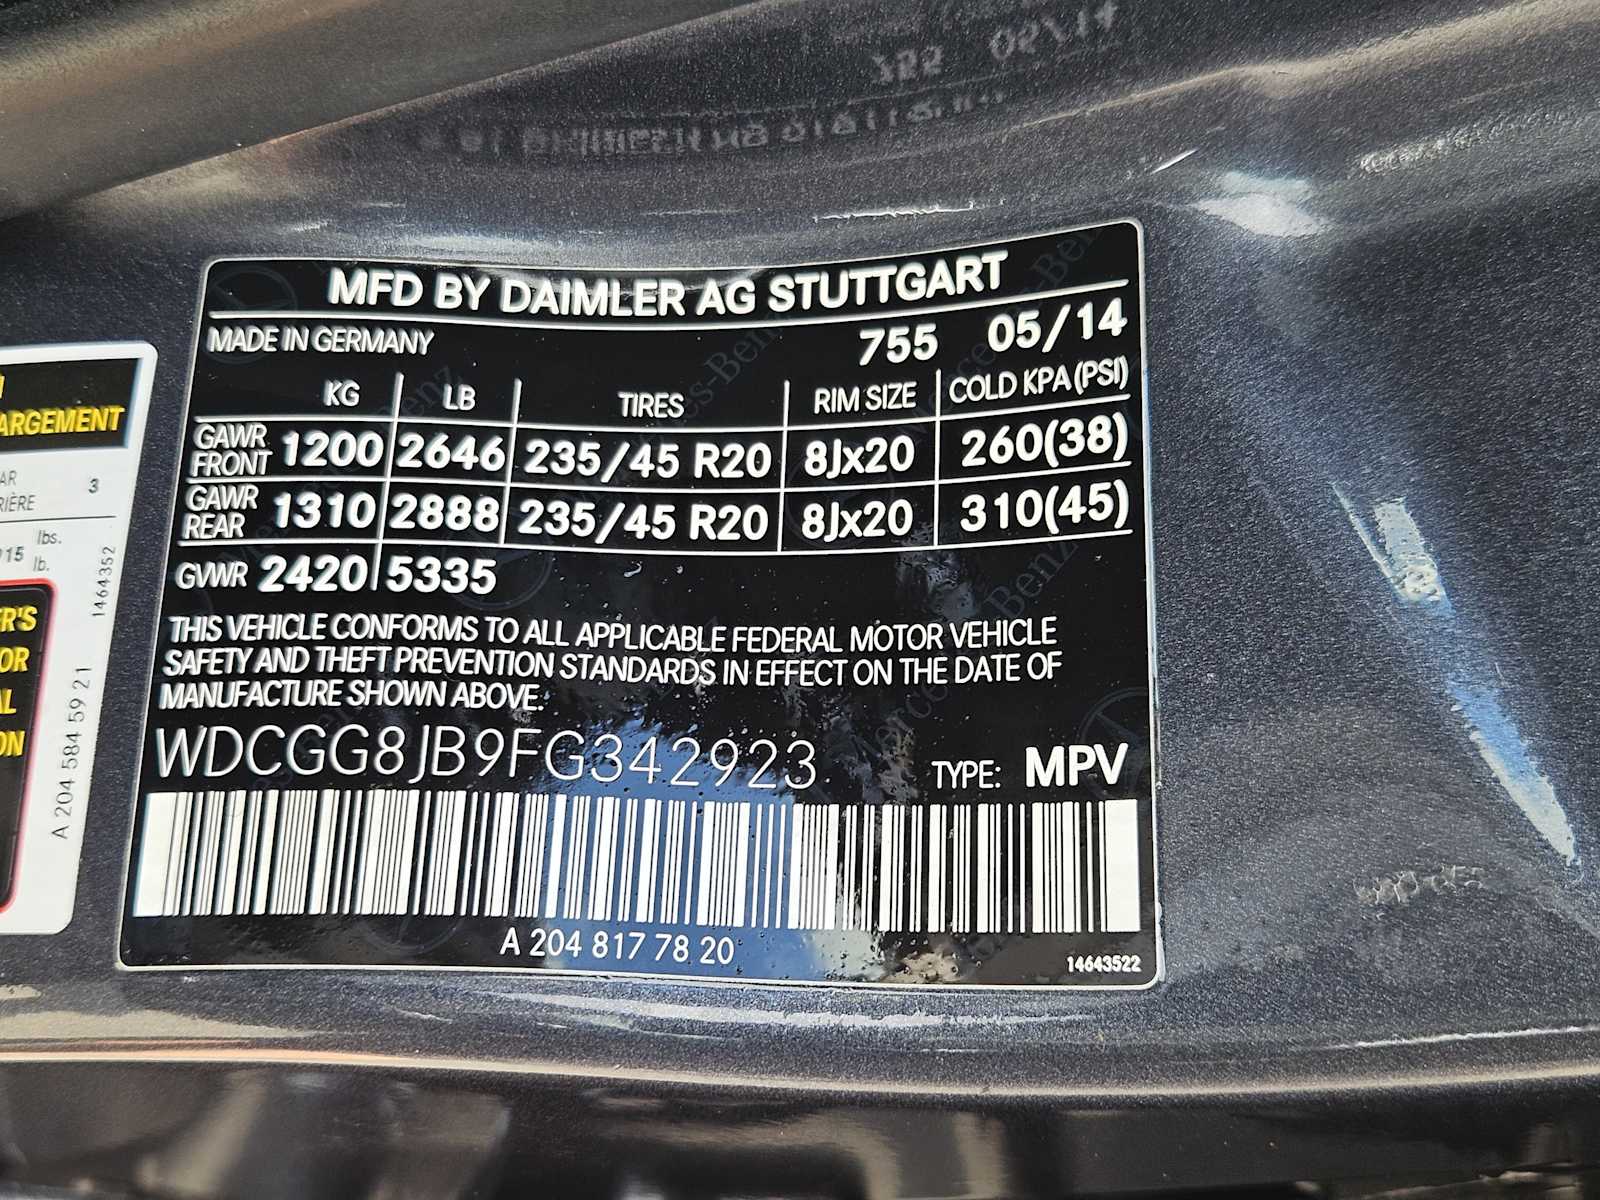 MFD BY DAIMLER AG STUTTGART
MADE IN GERMANY 755 05/14
KG LB TIRES RIM SIZE COLD KPA (PSI)
GAWR FRONT 1200 2646 235/45 R20 8Jx20 260(38)
GAWR REAR 1310 2888 235/45 R20 8Jx20 310(45)
GVWR 2420 5335
THIS VEHICLE CONFORMS TO ALL APPLICABLE FEDERAL MOTOR VEHICLE
SAFETY AND THEFT PREVENTION STANDARDS IN EFFECT ON THE DATE OF
MANUFACTURE SHOWN ABOVE.
WDCGG8JB9FG342923 TYPE: MPV
A 204 817 78 20
14643522
ARGEMENT
3
lbs.
lb.
1464352
A 204 584 59 21